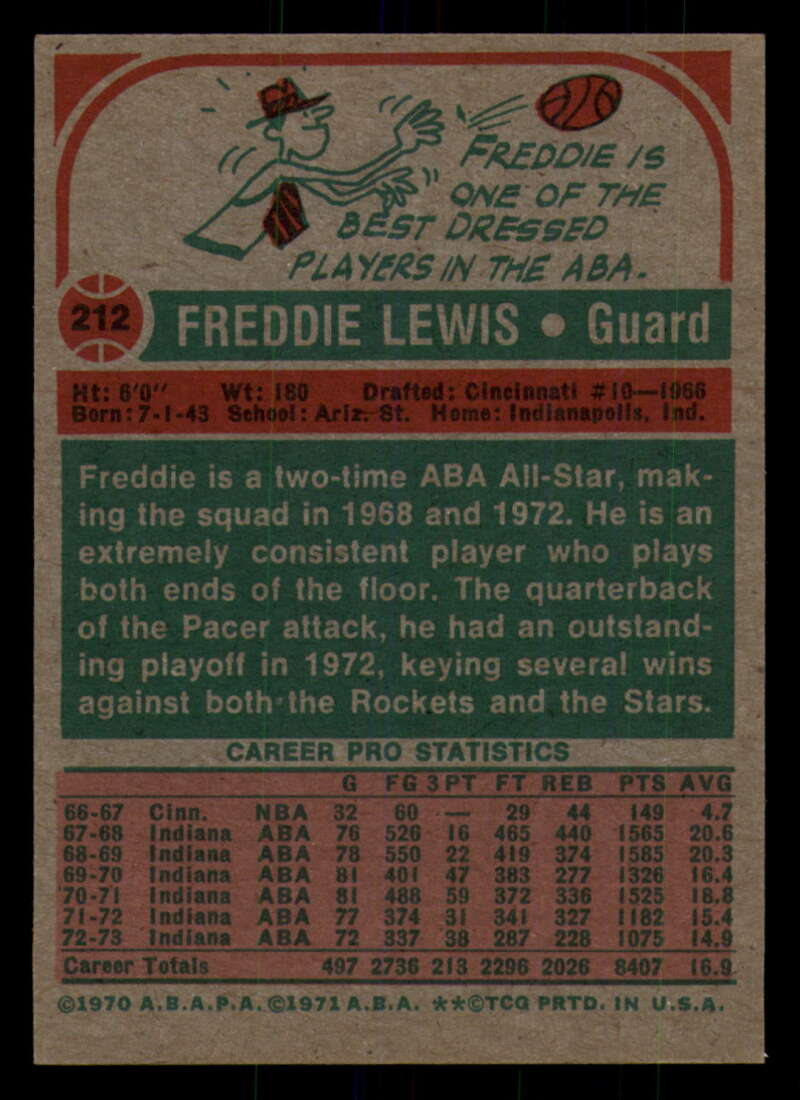 FREDDIE IS
ONE OF THE
BEST DRESSED
PLAYERS IN THE ABA.
212 FREDDIE LEWIS • Guard
Ht: 6'0" Wt: 180 Drafted: Cincinnati #10—1966
Born: 7-1-43 School: Ariz. St. Home: Indianapolis, Ind.
Freddie is a two-time ABA All-Star, mak-
ing the squad in 1968 and 1972. He is an
extremely consistent player who plays
both ends of the floor. The quarterback
of the Pacer attack, he had an outstand-
ing playoff in 1972, keying several wins
against both the Rockets and the Stars.
CAREER PRO STATISTICS
G FG 3PT FT REB PTS AVG
66-67 Cinn. NBA 32 60 — 29 44 149 4.7
67-68 Indiana ABA 76 526 16 465 440 1565 20.6
68-69 Indiana ABA 78 550 22 419 374 1585 20.3
69-70 Indiana ABA 81 401 47 383 277 1326 16.4
70-71 Indiana ABA 81 488 59 372 336 1525 18.8
71-72 Indiana ABA 77 374 31 341 327 1182 15.4
72-73 Indiana ABA 72 337 38 287 228 1075 14.9
Career Totals 497 2736 213 2296 2026 8407 16.9
©1970 A.B.A.P.A. ©1971 A.B.A. **©TCG PRTD. IN U.S.A.